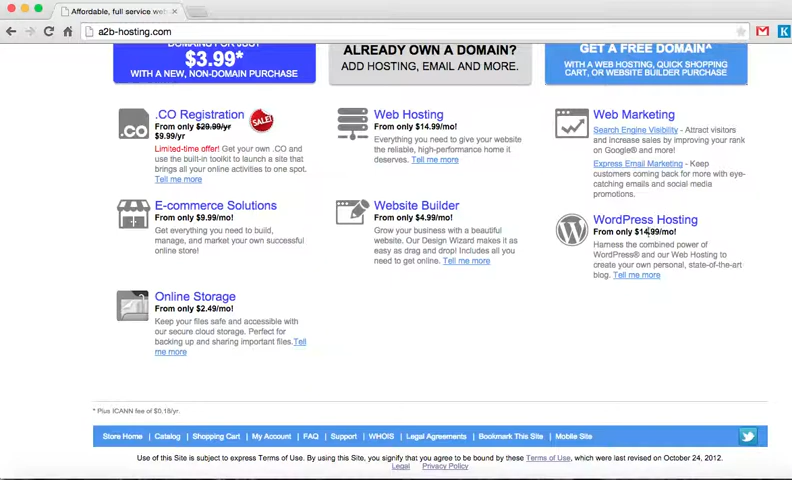 Affordable, full service web
a2b-hosting.com
DOMAINS FOR JUST
$3.99*
WITH A NEW, NON-DOMAIN PURCHASE
ALREADY OWN A DOMAIN?
ADD HOSTING, EMAIL AND MORE.
GET A FREE DOMAIN^
WITH A WEB HOSTING, QUICK SHOPPING
CART, OR WEBSITE BUILDER PURCHASE
.CO
.CO Registration
SALE!
From only $29.99/yr
$9.99/yr
Limited-time offer! Get your own .CO and
use the built-in toolkit to launch a site that
brings all your online activities to one spot.
Tell me more
Web Hosting
From only $14.99/mo!
Everything you need to give your website
the reliable, high-performance home it
deserves. Tell me more
Web Marketing
Search Engine Visibility - Attract visitors
and increase sales by improving your rank
on Google® and more!
Express Email Marketing - Keep
customers coming back for more with eye-
catching emails and social media
promotions.
E-commerce Solutions
From only $9.99/mo!
Get everything you need to build,
manage, and market your own successful
online store!
Website Builder
From only $4.99/mo!
Grow your business with a beautiful
website. Our Design Wizard makes it as
easy as drag and drop! Includes all you
need to get online. Tell me more
WordPress Hosting
From only $14.99/mo!
Harness the combined power of
WordPress® and our Web Hosting to
create your own personal, state-of-the-art
blog. Tell me more
Online Storage
From only $2.49/mo!
Keep your files safe and accessible with
our secure cloud storage. Perfect for
backing up and sharing important files. Tell
me more
* Plus ICANN fee of $0.18/yr.
Store Home | Catalog | Shopping Cart | My Account | FAQ | Support | WHOIS | Legal Agreements | Bookmark This Site | Mobile Site
Use of this Site is subject to express Terms of Use. By using this Site, you signify that you agree to be bound by these Terms of Use, which were last revised on October 24, 2012.
Legal Privacy Policy